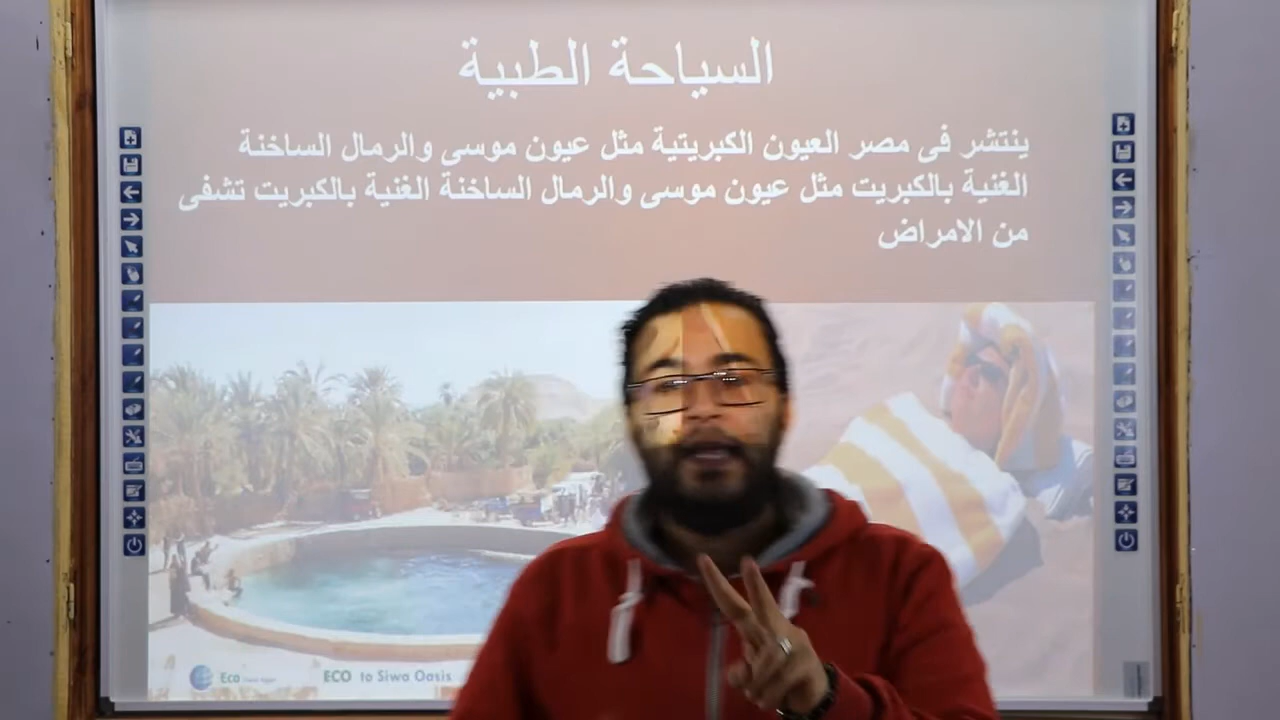 السياحة الطبية
ينتشر فى مصر العيون الكبريتية مثل عيون موسى والرمال الساخنة
الغنية بالكبريت مثل عيون موسى والرمال الساخنة الغنية بالكبريت تشفى
من الامراض
Eco
ECO to Siwa Oasis